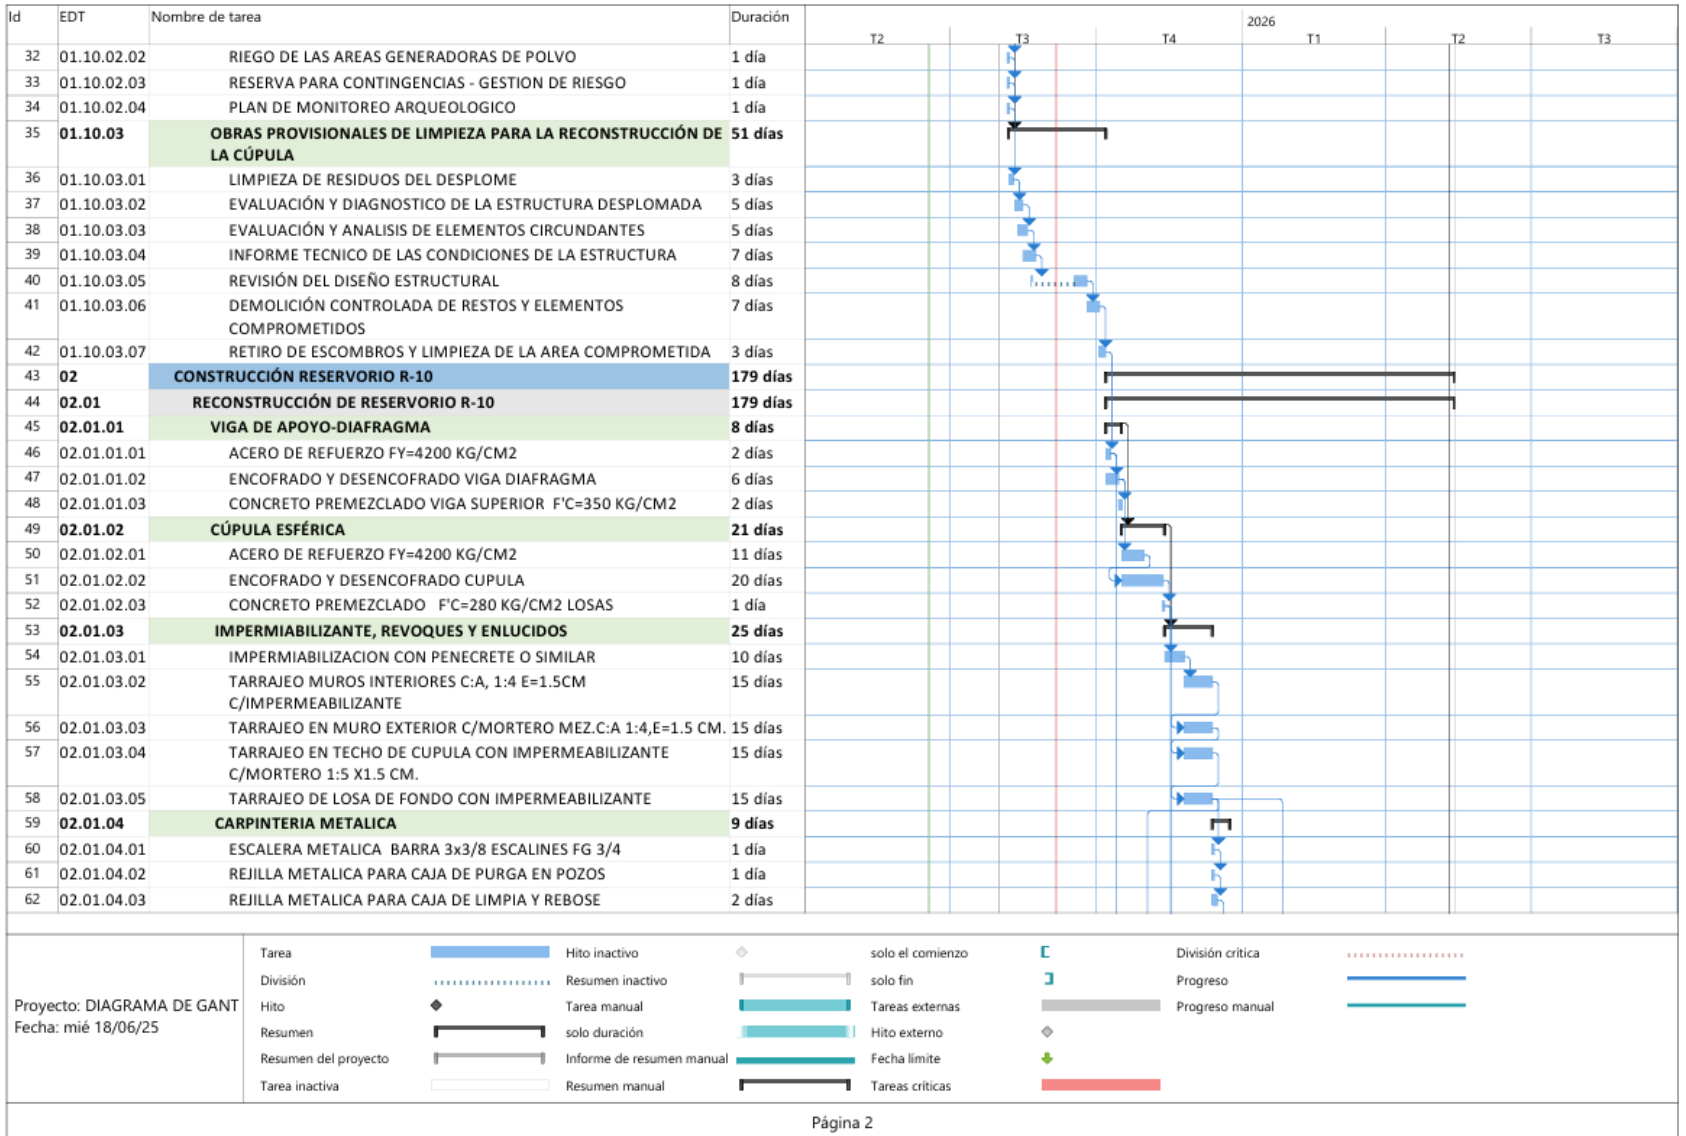 Id EDT Nombre de tarea Duración 2026
T2 T3 T4 T1 T2 T3
32 01.10.02.02 RIEGO DE LAS AREAS GENERADORAS DE POLVO 1 día
33 01.10.02.03 RESERVA PARA CONTINGENCIAS - GESTION DE RIESGO 1 día
34 01.10.02.04 PLAN DE MONITOREO ARQUEOLOGICO 1 día
35 01.10.03 OBRAS PROVISIONALES DE LIMPIEZA PARA LA RECONSTRUCCIÓN DE 51 días
LA CÚPULA
36 01.10.03.01 LIMPIEZA DE RESIDUOS DEL DESPLOME 3 días
37 01.10.03.02 EVALUACIÓN Y DIAGNOSTICO DE LA ESTRUCTURA DESPLOMADA 5 días
38 01.10.03.03 EVALUACIÓN Y ANALISIS DE ELEMENTOS CIRCUNDANTES 5 días
39 01.10.03.04 INFORME TECNICO DE LAS CONDICIONES DE LA ESTRUCTURA 7 días
40 01.10.03.05 REVISIÓN DEL DISEÑO ESTRUCTURAL 8 días
41 01.10.03.06 DEMOLICIÓN CONTROLADA DE RESTOS Y ELEMENTOS 7 días
COMPROMETIDOS
42 01.10.03.07 RETIRO DE ESCOMBROS Y LIMPIEZA DE LA AREA COMPROMETIDA 3 días
43 02 CONSTRUCCIÓN RESERVORIO R-10 179 días
44 02.01 RECONSTRUCCIÓN DE RESERVORIO R-10 179 días
45 02.01.01 VIGA DE APOYO-DIAFRAGMA 8 días
46 02.01.01.01 ACERO DE REFUERZO FY=4200 KG/CM2 2 días
47 02.01.01.02 ENCOFRADO Y DESENCOFRADO VIGA DIAFRAGMA 6 días
48 02.01.01.03 CONCRETO PREMEZCLADO VIGA SUPERIOR F'C=350 KG/CM2 2 días
49 02.01.02 CÚPULA ESFÉRICA 21 días
50 02.01.02.01 ACERO DE REFUERZO FY=4200 KG/CM2 11 días
51 02.01.02.02 ENCOFRADO Y DESENCOFRADO CUPULA 20 días
52 02.01.02.03 CONCRETO PREMEZCLADO F'C=280 KG/CM2 LOSAS 1 día
53 02.01.03 IMPERMIABILIZANTE, REVOQUES Y ENLUCIDOS 25 días
54 02.01.03.01 IMPERMIABILIZACION CON PENECRETE O SIMILAR 10 días
55 02.01.03.02 TARRAJEO MUROS INTERIORES C:A, 1:4 E=1.5CM 15 días
C/IMPERMEABILIZANTE
56 02.01.03.03 TARRAJEO EN MURO EXTERIOR C/MORTERO MEZ.C:A 1:4,E=1.5 CM. 15 días
57 02.01.03.04 TARRAJEO EN TECHO DE CUPULA CON IMPERMEABILIZANTE 15 días
C/MORTERO 1:5 X1.5 CM.
58 02.01.03.05 TARRAJEO DE LOSA DE FONDO CON IMPERMEABILIZANTE 15 días
59 02.01.04 CARPINTERIA METALICA 9 días
60 02.01.04.01 ESCALERA METALICA BARRA 3x3/8 ESCALINES FG 3/4 1 día
61 02.01.04.02 REJILLA METALICA PARA CAJA DE PURGA EN POZOS 1 día
62 02.01.04.03 REJILLA METALICA PARA CAJA DE LIMPIA Y REBOSE 2 días
Proyecto: DIAGRAMA DE GANT
Fecha: mié 18/06/25
Tarea Hito inactivo solo el comienzo División crítica
División Resumen inactivo solo fin Progreso
Hito Tarea manual Tareas externas Progreso manual
Resumen solo duración Hito externo
Resumen del proyecto Informe de resumen manual Fecha límite
Tarea inactiva Resumen manual Tareas críticas
Página 2